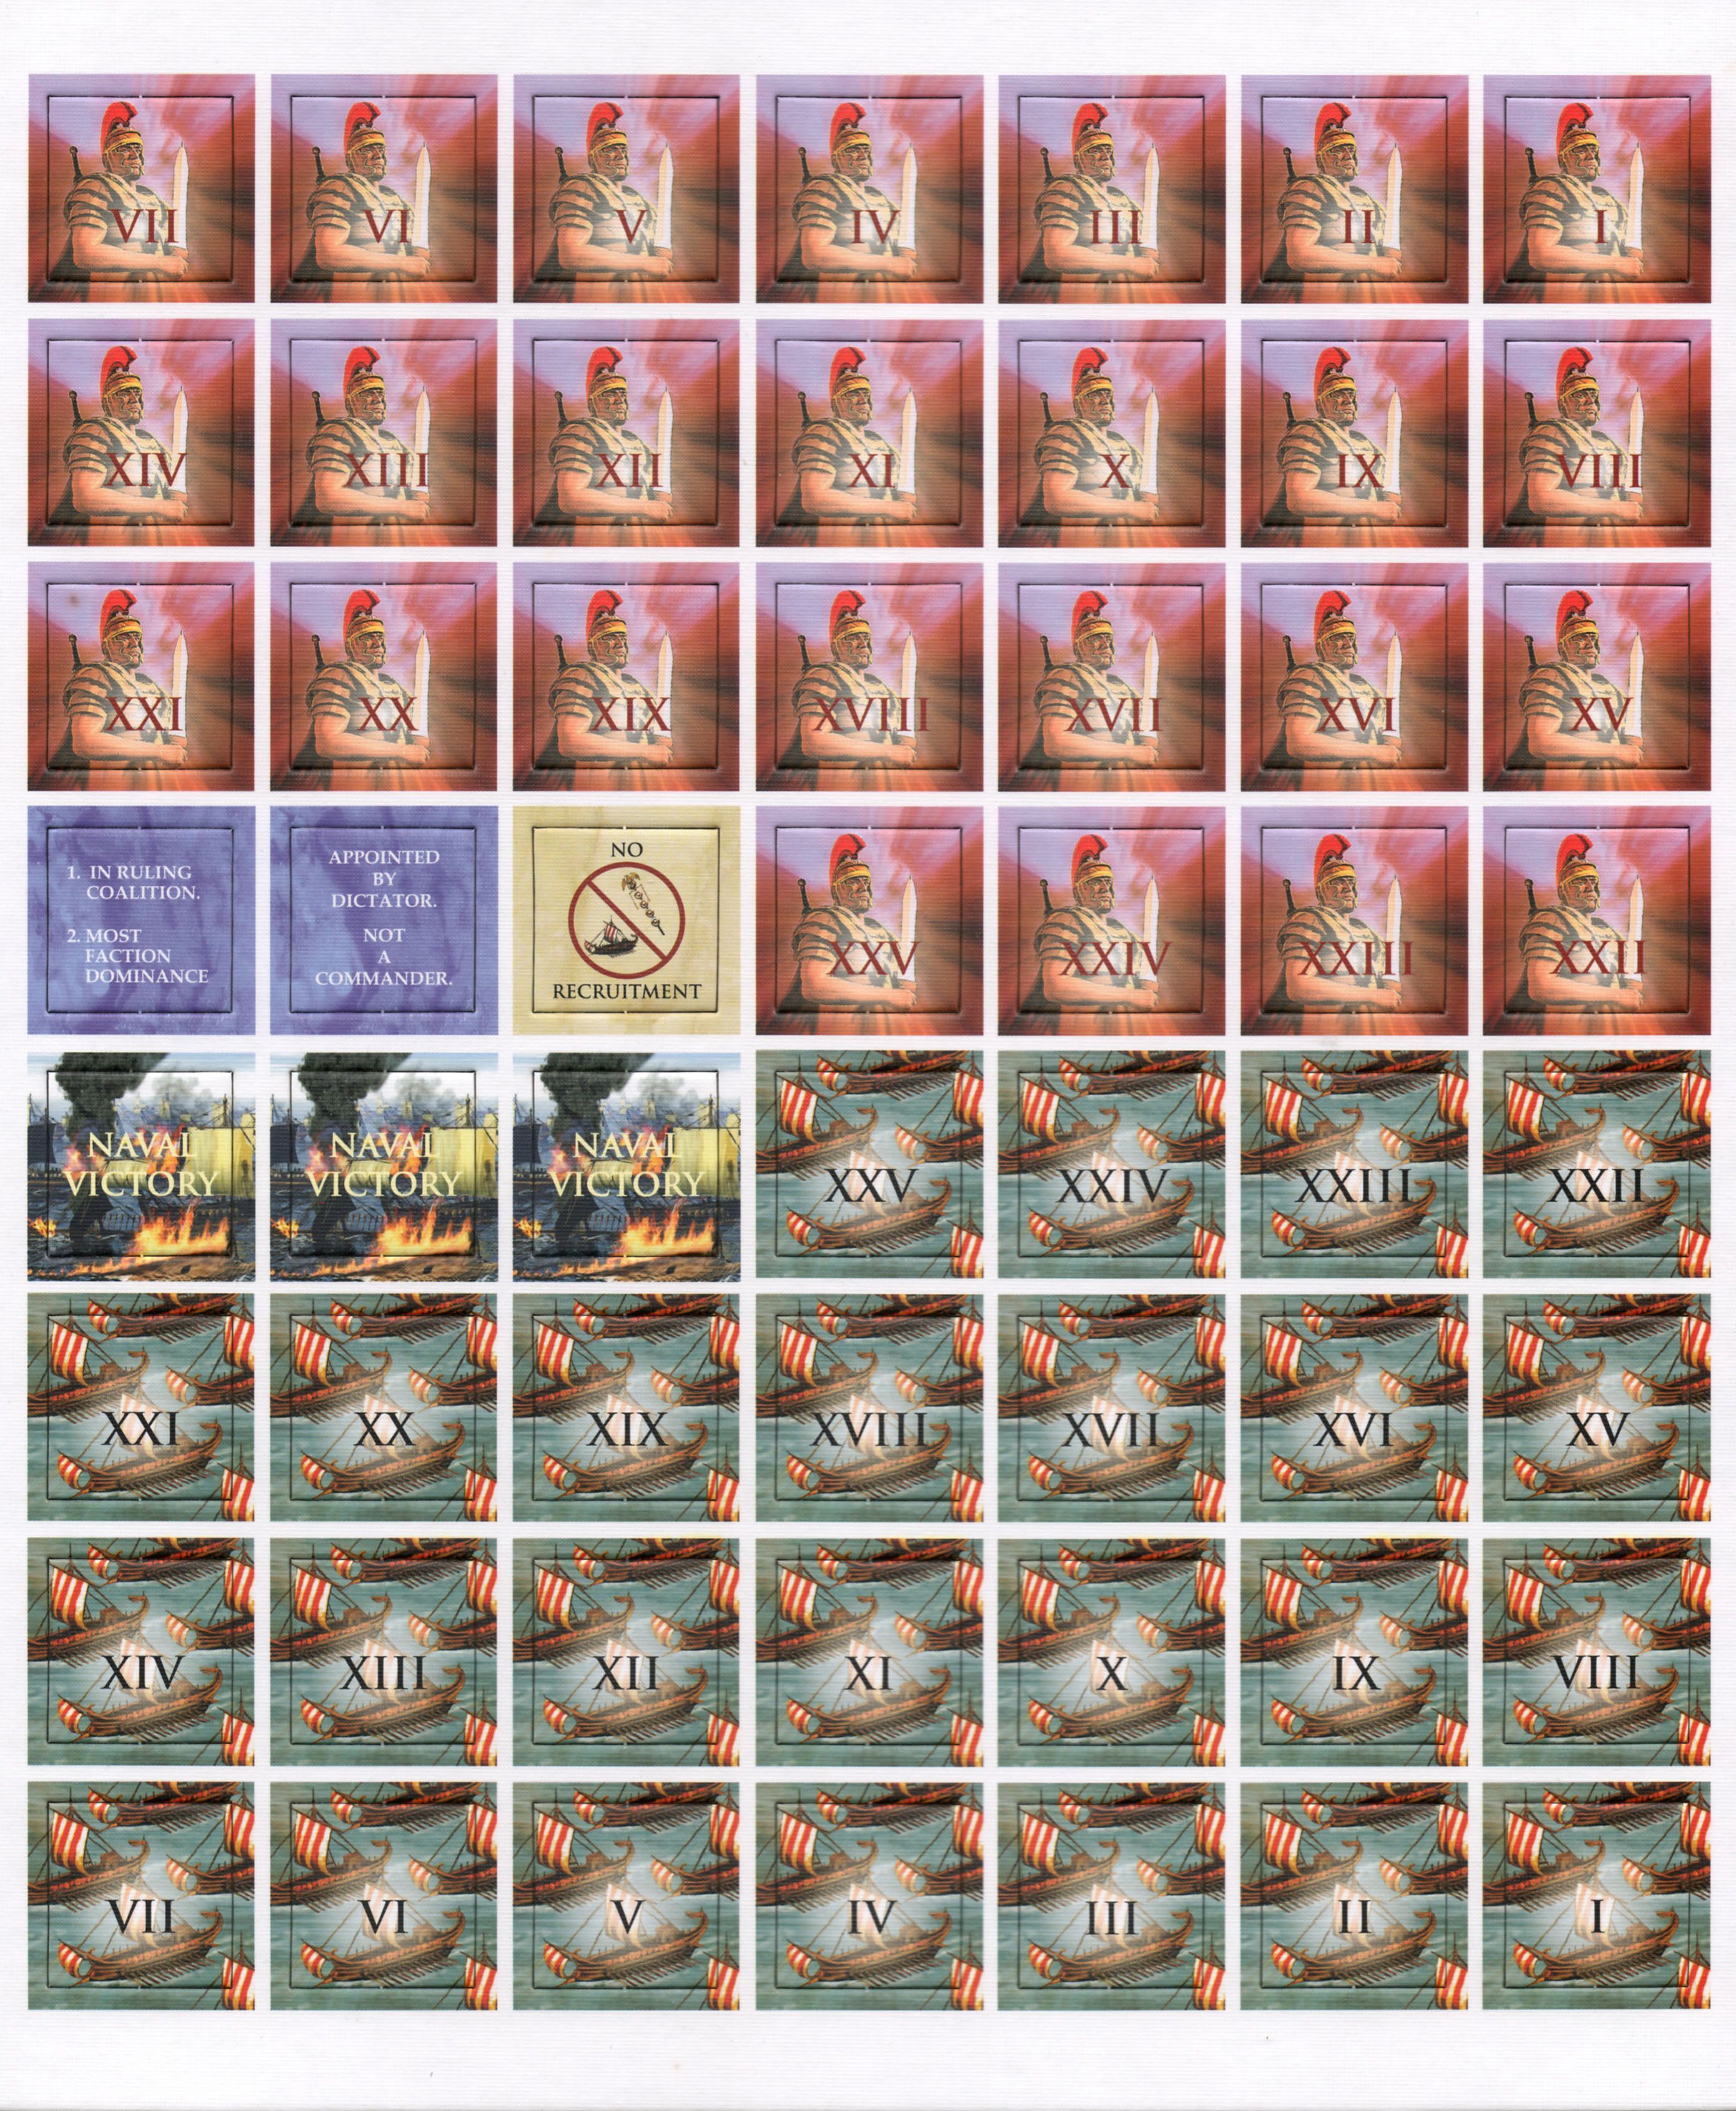 VII VI V IV III II I
XIV XIII XII XI X IX VIII
XXI XX XIX XVIII XVII XVI XV
1. IN RULING
COALITION.
2. MOST
FACTION
DOMINANCE
APPOINTED
BY
DICTATOR.
NOT
A
COMMANDER.
NO
RECRUITMENT
XXV XXIV XXIII XXII
NAVAL
VICTORY
NAVAL
VICTORY
NAVAL
VICTORY
XXV XXIV XXIII XXII
XXI XX XIX XVIII XVII XVI XV
XIV XIII XII XI X IX VIII
VII VI V IV III II I